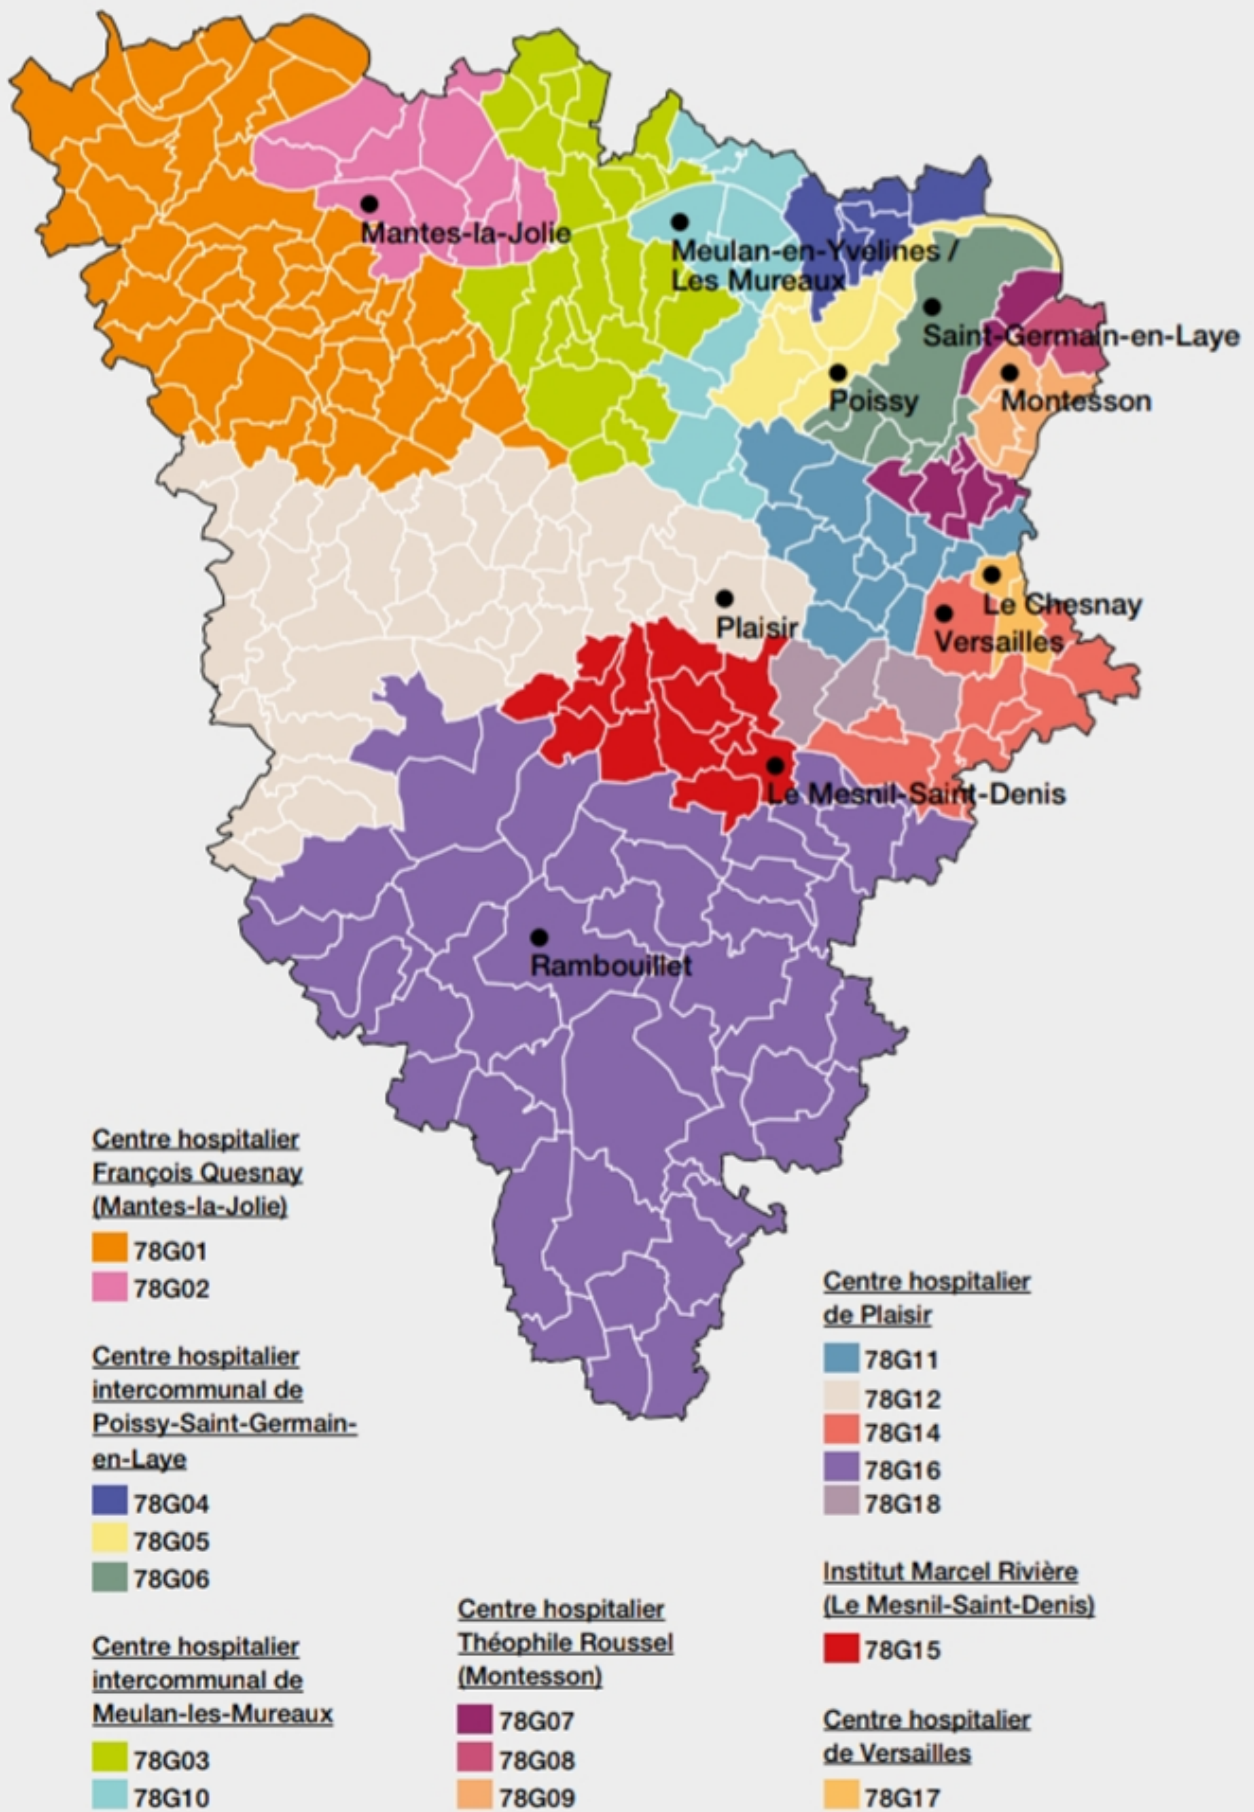 Mantes-la-Jolie
Meulan-en-Yvelines /
Les Mureaux
Saint-Germain-en-Laye
Poissy
Montesson
Le Chesnay
Plaisir
Versailles
Le Mesnil-Saint-Denis
Rambouillet
Centre hospitalier
François Quesnay
(Mantes-la-Jolie)
78G01
78G02
Centre hospitalier
intercommunal de
Poissy-Saint-Germain-
en-Laye
78G04
78G05
78G06
Centre hospitalier
intercommunal de
Meulan-les-Mureaux
78G03
78G10
Centre hospitalier
Théophile Roussel
(Montesson)
78G07
78G08
78G09
Centre hospitalier
de Plaisir
78G11
78G12
78G14
78G16
78G18
Institut Marcel Rivière
(Le Mesnil-Saint-Denis)
78G15
Centre hospitalier
de Versailles
78G17